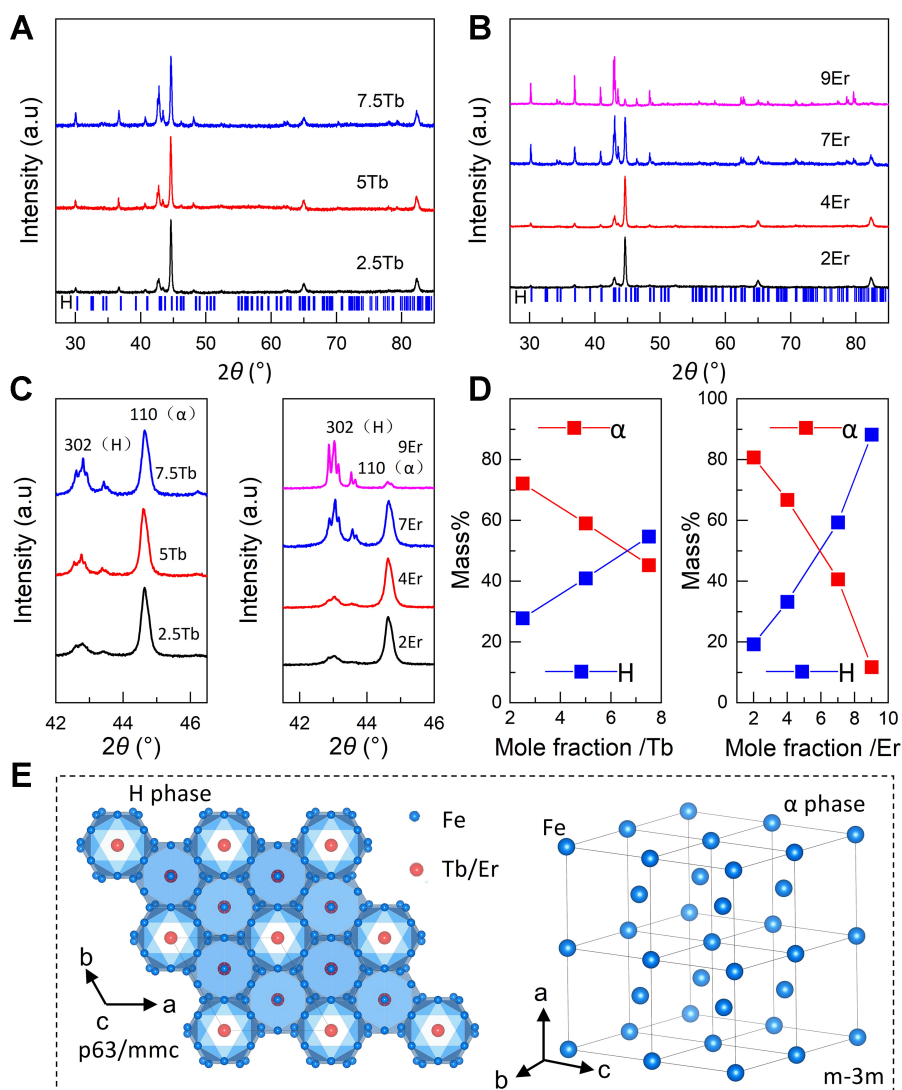 A
Intensity (a.u)
7.5Tb
5Tb
2.5Tb
H
30 40 50 60 70 80
2θ (°)
B
Intensity (a.u)
9Er
7Er
4Er
2Er
H
30 40 50 60 70 80
2θ (°)
C
Intensity (a.u)
110 (α)
302 (H)
7.5Tb
5Tb
2.5Tb
42 44 46
2θ (°)
Intensity (a.u)
302 (H)
9Er
110
(α)
7Er
4Er
2Er
42 44 46
2θ (°)
D
Mass%
80
60
40
20
0
α
H
2 4 6 8
Mole fraction /Tb
Mass%
100
80
60
40
20
0
α
H
2 4 6 8 10
Mole fraction /Er
E
H phase
Fe
Tb/Er
b
a
c
p63/mmc
α phase
Fe
a
b
c
m-3m